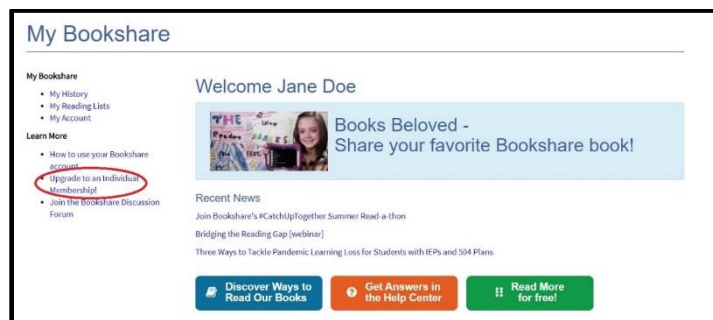 My Bookshare
My Bookshare
My History
My Reading Lists
My Account
Learn More
How to use your Bookshare
account
Upgrade to an Individual
Membership!
Join the Bookshare Discussion
Forum
Welcome Jane Doe
THE
Books Beloved -
Share your favorite Bookshare book!
Recent News
Join Bookshare's #CatchUpTogether Summer Read-a-thon
Bridging the Reading Gap [webinar]
Three Ways to Tackle Pandemic Learning Loss for Students with IEPs and 504 Plans
Discover Ways to
Read Our Books
Get Answers in
the Help Center
Read More
for free!